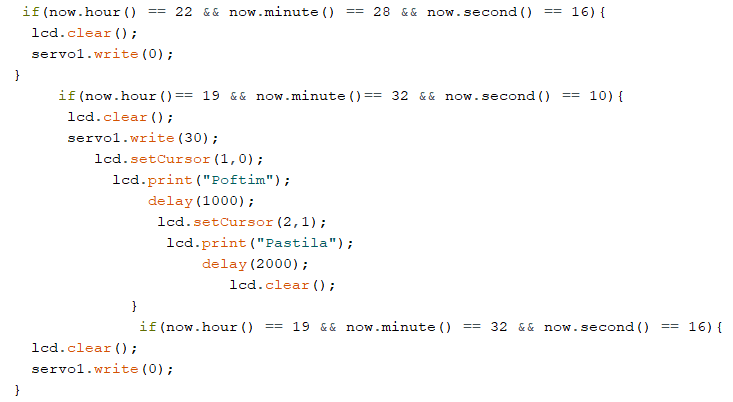 if(now.hour() == 22 && now.minute() == 28 && now.second() == 16){
lcd.clear();
servo1.write(0);
}
if(now.hour()== 19 && now.minute()== 32 && now.second() == 10){
lcd.clear();
servo1.write(30);
lcd.setCursor(1,0);
lcd.print("Poftim");
delay(1000);
lcd.setCursor(2,1);
lcd.print("Pastila");
delay(2000);
lcd.clear();
}
if(now.hour() == 19 && now.minute() == 32 && now.second() == 16){
lcd.clear();
servo1.write(0);
}